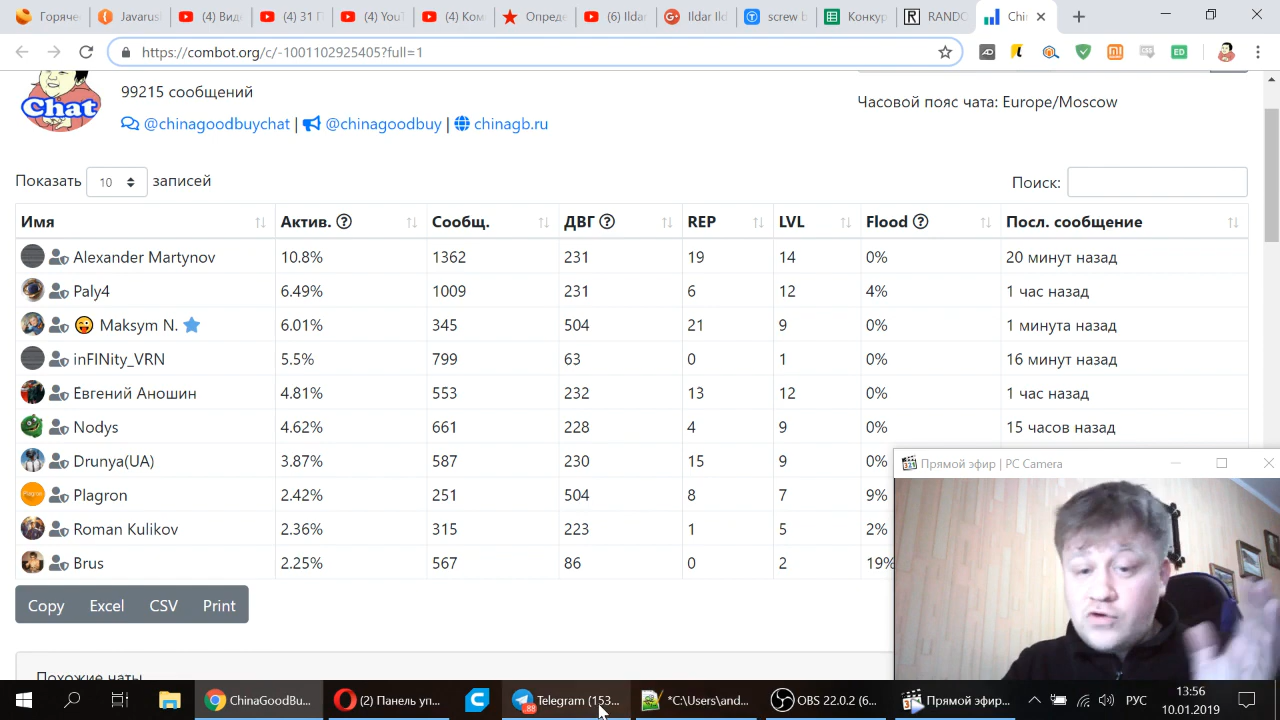 Горяче
Javarus
(4) Вид
(4) 31 П
(4) YouT
(4) Ком
Опреде
(6) Ildar
Ildar Ild
screw b
Конкур
RANDO
Chi
https://combot.org/c/-1001102925405?full=1
Chat
99215 сообщений
@chinagoodbuychat | @chinagoodbuy | chinagb.ru
Часовой пояс чата: Europe/Moscow
Показать 10 записей
Поиск:
Имя Актив. Сообщ. ДВГ REP LVL Flood Посл. сообщение
Alexander Martynov 10.8% 1362 231 19 14 0% 20 минут назад
Paly4 6.49% 1009 231 6 12 4% 1 час назад
Maksym N. 6.01% 345 504 21 9 0% 1 минута назад
inFINity_VRN 5.5% 799 63 0 1 0% 16 минут назад
Евгений Аношин 4.81% 553 232 13 12 0% 1 час назад
Nodys 4.62% 661 228 4 9 0% 15 часов назад
Drunya(UA) 3.87% 587 230 15 9 0%
Plagron 2.42% 251 504 8 7 9%
Roman Kulikov 2.36% 315 223 1 5 2%
Brus 2.25% 567 86 0 2 19%
Copy Excel CSV Print
Похожие чаты
Прямой эфир | PC Camera
ChinaGoodBu...
(2) Панель уп...
Telegram (153...
*C:\Users\and...
OBS 22.0.2 (6...
Прямой эфир...
РУС
13:56
10.01.2019